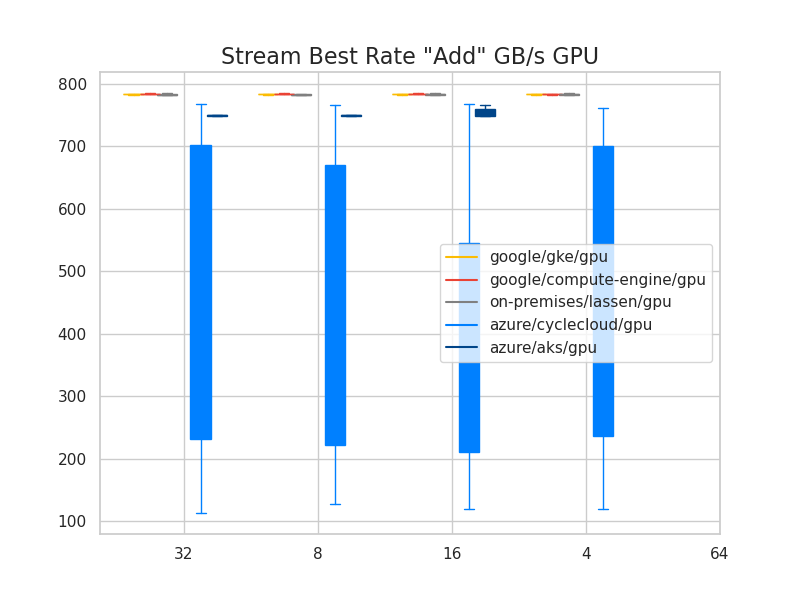 Stream Best Rate "Add" GB/s GPU
800
700
600
500
400
300
200
100
google/gke/gpu
google/compute-engine/gpu
on-premises/lassen/gpu
azure/cyclecloud/gpu
azure/aks/gpu
32
8
16
4
64